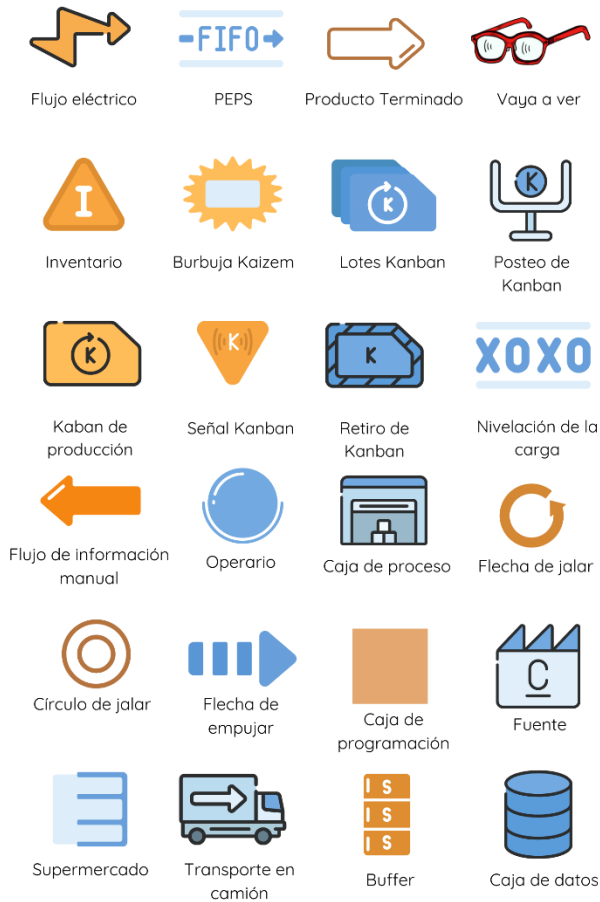 FIFO
Flujo eléctrico
PEPS
Producto Terminado
Vaya a ver
I
K
K
Inventario
Burbuja Kaizem
Lotes Kanban
Posteo de
Kanban
K
K
K
XOXO
Kaban de
producción
Señal Kanban
Retiro de
Kanban
Nivelación de la
carga
Flujo de información
manual
Operario
Caja de proceso
Flecha de jalar
C
Círculo de jalar
Flecha de
empujar
Caja de
programación
Fuente
S
S
S
Supermercado
Transporte en
camión
Buffer
Caja de datos